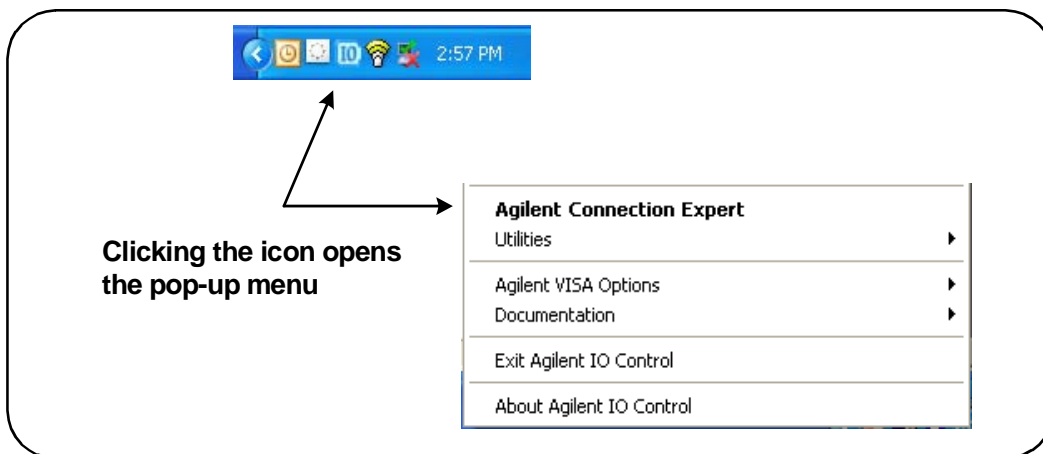 IO 2:57 PM
Clicking the icon opens
the pop-up menu
Agilent Connection Expert
Utilities
Agilent VISA Options
Documentation
Exit Agilent IO Control
About Agilent IO Control